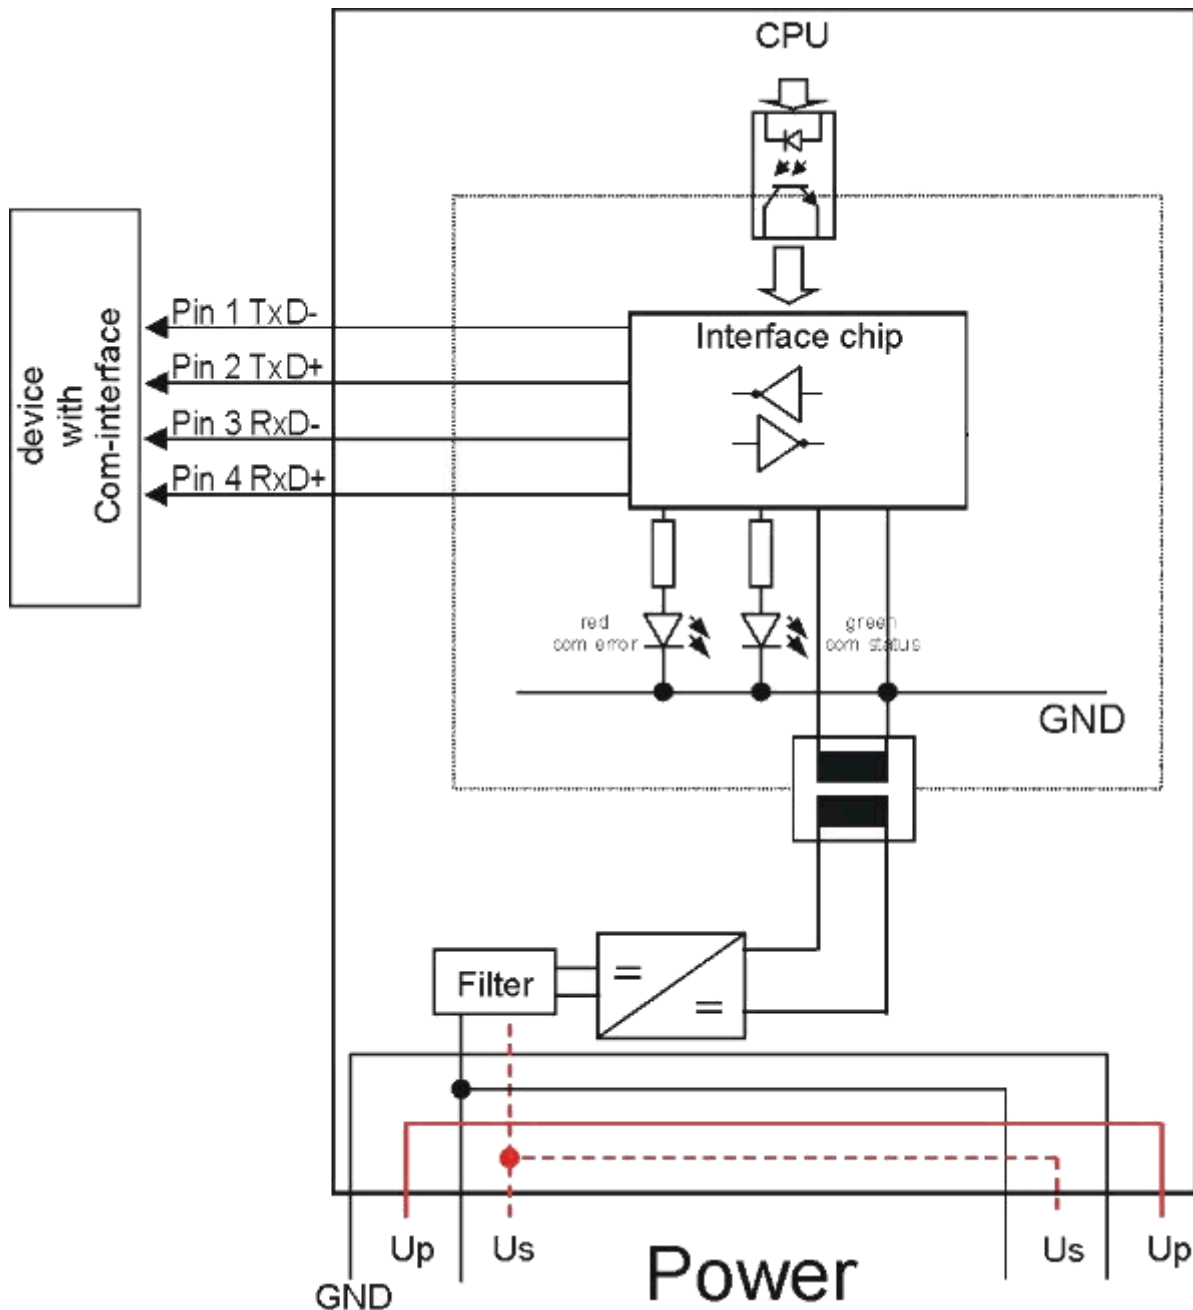 CPU
device
with
Com-interface
Pin 1 TxD-
Pin 2 TxD+
Pin 3 RxD-
Pin 4 RxD+
Interface chip
red
com error
green
com status
GND
Filter
Up
Us
Us
Up
GND
Power